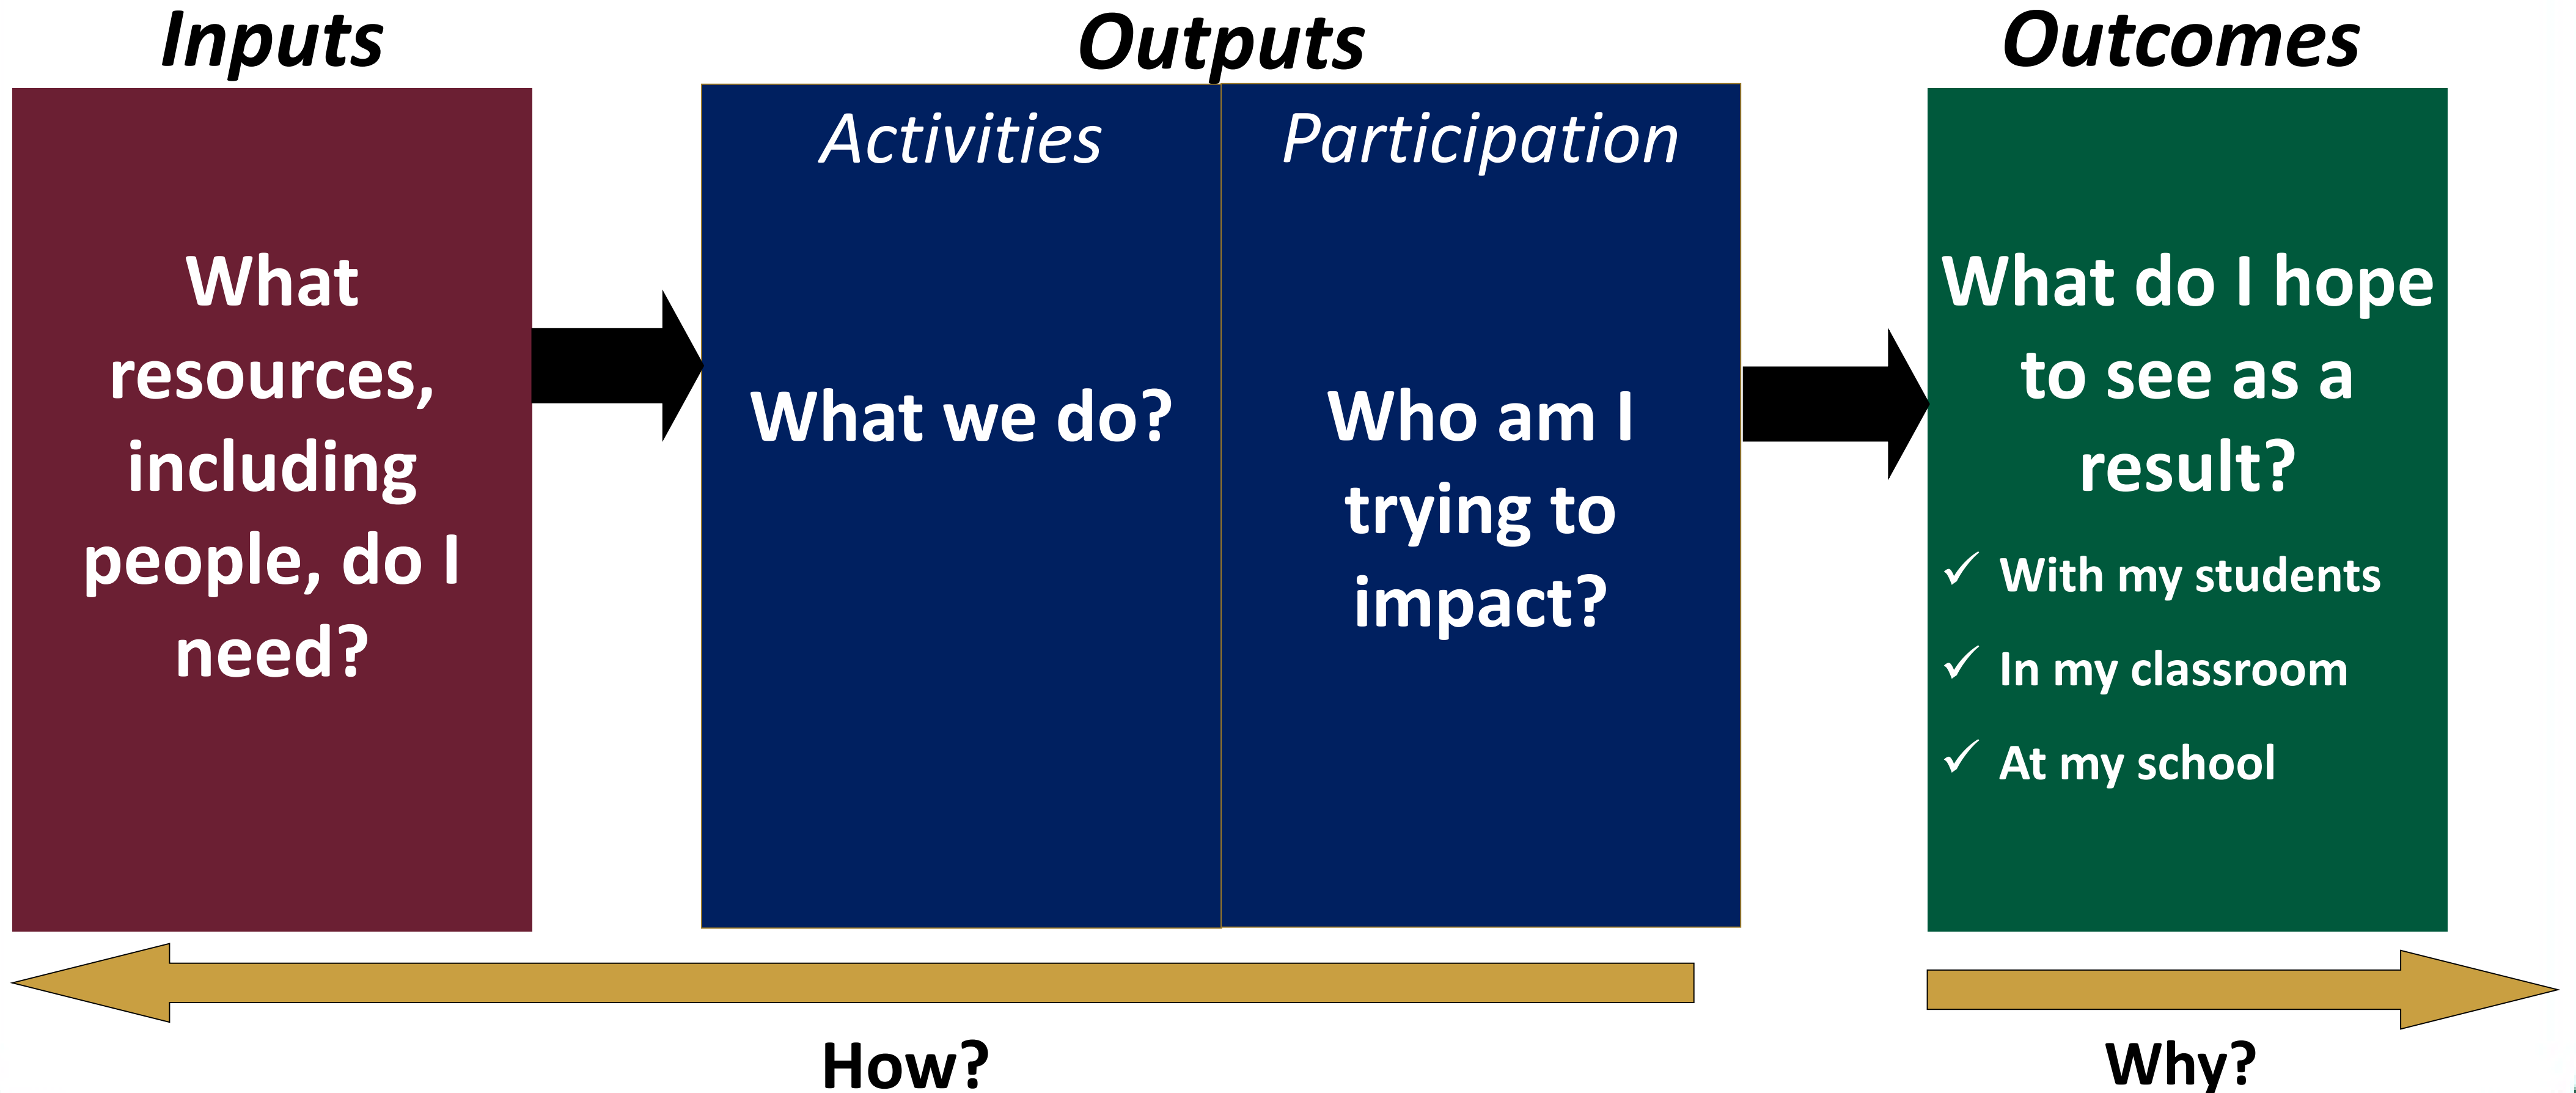 Inputs
What
resources,
including
people, do I
need?
Outputs
Activities
What we do?
Participation
Who am I
trying to
impact?
Outcomes
What do I hope
to see as a
result?
✓ With my students
✓ In my classroom
✓ At my school
How?
Why?